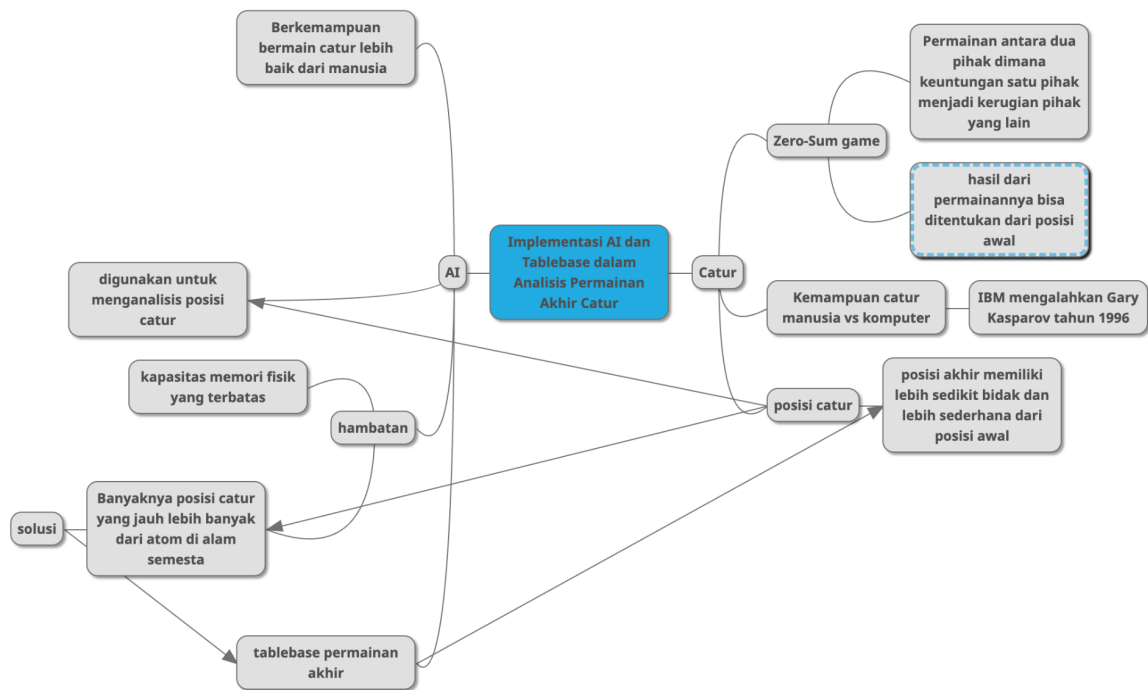 Berkemampuan
bermain catur lebih
baik dari manusia
Permainan antara dua
pihak dimana
keuntungan satu pihak
menjadi kerugian pihak
yang lain
Zero-Sum game
hasil dari
permainannya bisa
ditentukan dari posisi
awal
Implementasi AI dan
Tablebase dalam
Analisis Permainan
Akhir Catur
AI
Catur
digunakan untuk
menganalisis posisi
catur
Kemampuan catur
manusia vs komputer
IBM mengalahkan Gary
Kasparov tahun 1996
kapasitas memori fisik
yang terbatas
hambatan
posisi catur
posisi akhir memiliki
lebih sedikit bidak dan
lebih sederhana dari
posisi awal
solusi
Banyaknya posisi catur
yang jauh lebih banyak
dari atom di alam
semesta
tablebase permainan
akhir